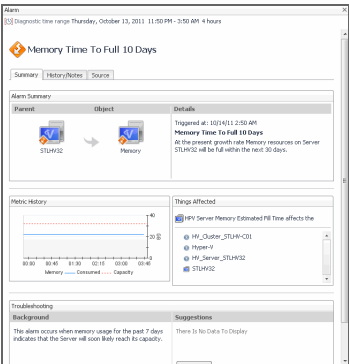 Alarm
Diagnostic time range Thursday, October 13, 2011 11:50 PM - 3:50 AM 4 hours
Memory Time To Full 10 Days
Summary History/Notes Source
Alarm Summary
Parent Object Details
STLHV32 Memory
Triggered at: 10/14/11 2:50 AM
Memory Time To Full 10 Days
At the present growth rate Memory resources on Server
STLHV32 will be full within the next 30 days.
Metric History
40
20
0
00:00 00:45 01:30 02:15 03:00 03:45
Memory Consumed Capacity
Things Affected
HPV Server Memory Estimated Fill Time affects the
HV_Cluster_STLHV-C01
Hyper-V
HV_Server_STLHV32
STLHV32
Troubleshooting
Background Suggestions
This alarm occurs when memory usage for the past 7 days
indicates that the Server will soon likely reach its capacity.
There Is No Data To Display